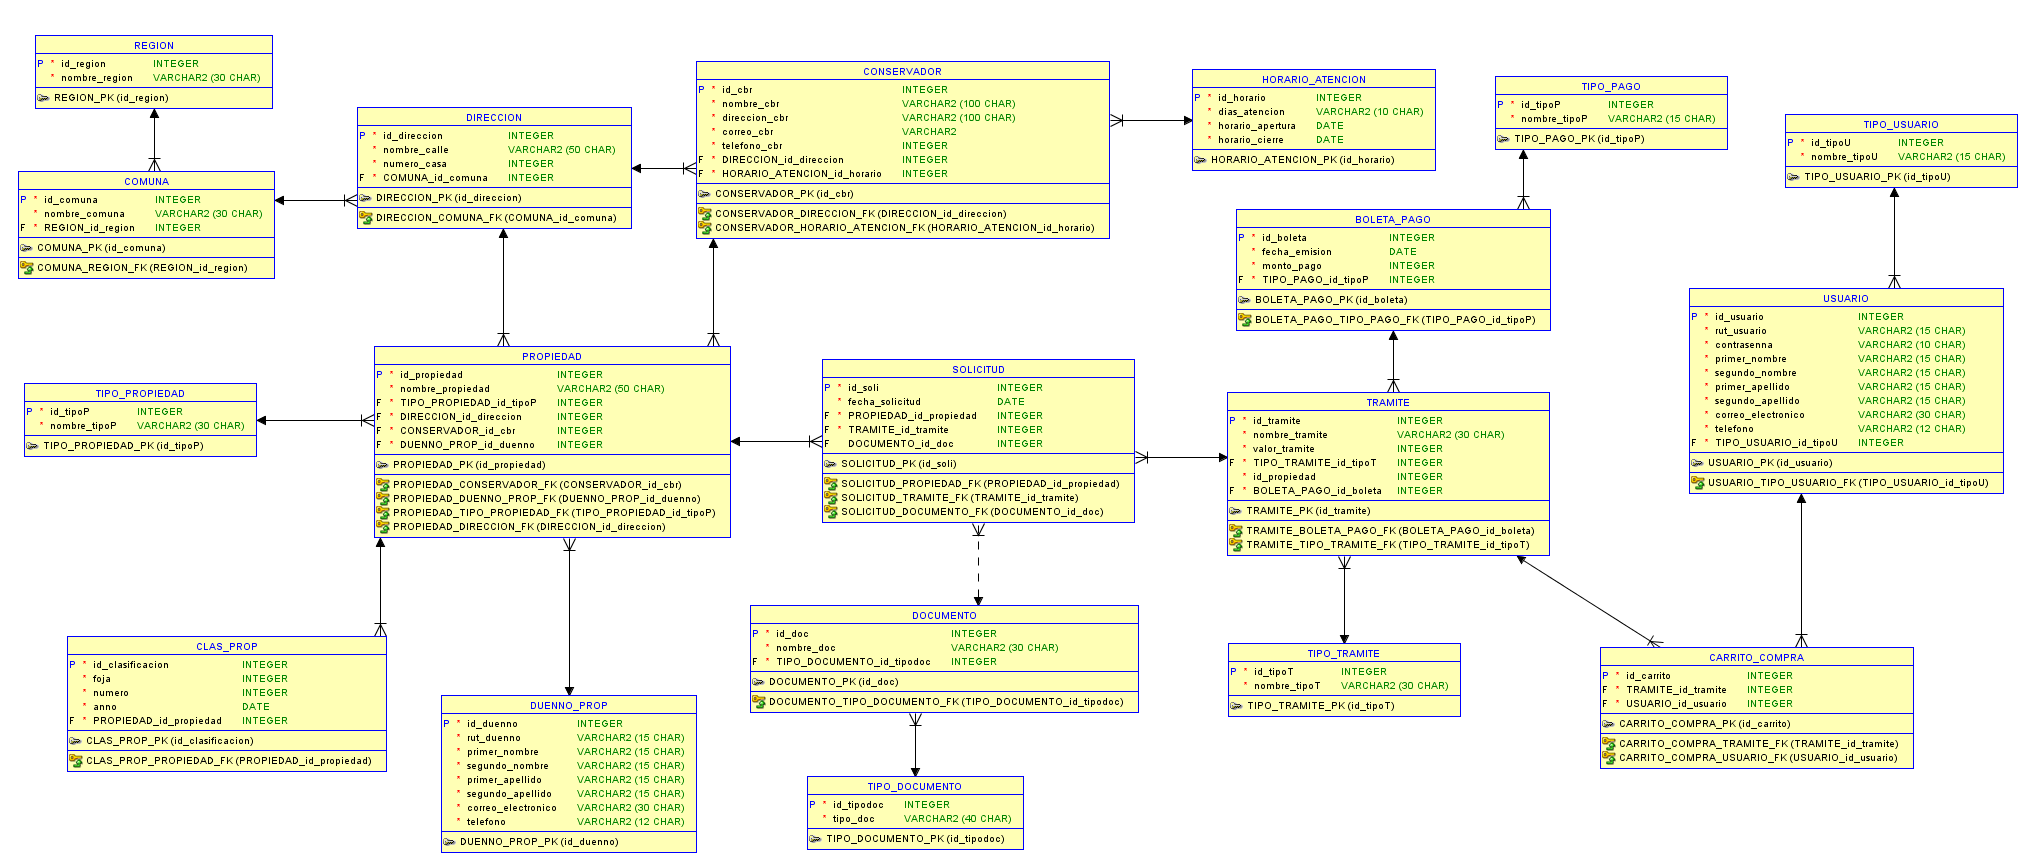 REGION
P * id_region INTEGER
* nombre_region VARCHAR2 (30 CHAR)
REGION_PK (id_region)
COMUNA
P * id_comuna INTEGER
* nombre_comuna VARCHAR2 (30 CHAR)
F * REGION_id_region INTEGER
COMUNA_PK (id_comuna)
COMUNA_REGION_FK (REGION_id_region)
DIRECCION
P * id_direccion INTEGER
* nombre_calle VARCHAR2 (50 CHAR)
* numero_casa INTEGER
F * COMUNA_id_comuna INTEGER
DIRECCION_PK (id_direccion)
DIRECCION_COMUNA_FK (COMUNA_id_comuna)
CONSERVADOR
P * id_cbr INTEGER
* nombre_cbr VARCHAR2 (100 CHAR)
* direccion_cbr VARCHAR2 (100 CHAR)
* correo_cbr VARCHAR2
* telefono_cbr INTEGER
F * DIRECCION_id_direccion INTEGER
F * HORARIO_ATENCION_id_horario INTEGER
CONSERVADOR_PK (id_cbr)
CONSERVADOR_DIRECCION_FK (DIRECCION_id_direccion)
CONSERVADOR_HORARIO_ATENCION_FK (HORARIO_ATENCION_id_horario)
HORARIO_ATENCION
P * id_horario INTEGER
* dias_atencion VARCHAR2 (10 CHAR)
* horario_apertura DATE
* horario_cierre DATE
HORARIO_ATENCION_PK (id_horario)
TIPO_PAGO
P * id_tipoP INTEGER
* nombre_tipoP VARCHAR2 (15 CHAR)
TIPO_PAGO_PK (id_tipoP)
TIPO_USUARIO
P * id_tipoU INTEGER
* nombre_tipoU VARCHAR2 (15 CHAR)
TIPO_USUARIO_PK (id_tipoU)
BOLETA_PAGO
P * id_boleta INTEGER
* fecha_emision DATE
* monto_pago INTEGER
F * TIPO_PAGO_id_tipoP INTEGER
BOLETA_PAGO_PK (id_boleta)
BOLETA_PAGO_TIPO_PAGO_FK (TIPO_PAGO_id_tipoP)
USUARIO
P * id_usuario INTEGER
* rut_usuario VARCHAR2 (15 CHAR)
* contrasenna VARCHAR2 (10 CHAR)
* primer_nombre VARCHAR2 (15 CHAR)
* segundo_nombre VARCHAR2 (15 CHAR)
* primer_apellido VARCHAR2 (15 CHAR)
* segundo_apellido VARCHAR2 (15 CHAR)
* correo_electronico VARCHAR2 (30 CHAR)
* telefono VARCHAR2 (12 CHAR)
F * TIPO_USUARIO_id_tipoU INTEGER
USUARIO_PK (id_usuario)
USUARIO_TIPO_USUARIO_FK (TIPO_USUARIO_id_tipoU)
TIPO_PROPIEDAD
P * id_tipoP INTEGER
* nombre_tipoP VARCHAR2 (30 CHAR)
TIPO_PROPIEDAD_PK (id_tipoP)
PROPIEDAD
P * id_propiedad INTEGER
* nombre_propiedad VARCHAR2 (50 CHAR)
F * TIPO_PROPIEDAD_id_tipoP INTEGER
F * DIRECCION_id_direccion INTEGER
F * CONSERVADOR_id_cbr INTEGER
F * DUENNO_PROP_id_duenno INTEGER
PROPIEDAD_PK (id_propiedad)
PROPIEDAD_CONSERVADOR_FK (CONSERVADOR_id_cbr)
PROPIEDAD_DUENNO_PROP_FK (DUENNO_PROP_id_duenno)
PROPIEDAD_TIPO_PROPIEDAD_FK (TIPO_PROPIEDAD_id_tipoP)
PROPIEDAD_DIRECCION_FK (DIRECCION_id_direccion)
SOLICITUD
P * id_soli INTEGER
* fecha_solicitud DATE
F * PROPIEDAD_id_propiedad INTEGER
F * TRAMITE_id_tramite INTEGER
F DOCUMENTO_id_doc INTEGER
SOLICITUD_PK (id_soli)
SOLICITUD_PROPIEDAD_FK (PROPIEDAD_id_propiedad)
SOLICITUD_TRAMITE_FK (TRAMITE_id_tramite)
SOLICITUD_DOCUMENTO_FK (DOCUMENTO_id_doc)
TRAMITE
P * id_tramite INTEGER
* nombre_tramite VARCHAR2 (30 CHAR)
* valor_tramite INTEGER
F * TIPO_TRAMITE_id_tipoT INTEGER
* id_propiedad INTEGER
F * BOLETA_PAGO_id_boleta INTEGER
TRAMITE_PK (id_tramite)
TRAMITE_BOLETA_PAGO_FK (BOLETA_PAGO_id_boleta)
TRAMITE_TIPO_TRAMITE_FK (TIPO_TRAMITE_id_tipoT)
CLAS_PROP
P * id_clasificacion INTEGER
* foja INTEGER
* numero INTEGER
* anno DATE
F * PROPIEDAD_id_propiedad INTEGER
CLAS_PROP_PK (id_clasificacion)
CLAS_PROP_PROPIEDAD_FK (PROPIEDAD_id_propiedad)
DUENNO_PROP
P * id_duenno INTEGER
* rut_duenno VARCHAR2 (15 CHAR)
* primer_nombre VARCHAR2 (15 CHAR)
* segundo_nombre VARCHAR2 (15 CHAR)
* primer_apellido VARCHAR2 (15 CHAR)
* segundo_apellido VARCHAR2 (15 CHAR)
* correo_electronico VARCHAR2 (30 CHAR)
* telefono VARCHAR2 (12 CHAR)
DUENNO_PROP_PK (id_duenno)
DOCUMENTO
P * id_doc INTEGER
* nombre_doc VARCHAR2 (30 CHAR)
F * TIPO_DOCUMENTO_id_tipodoc INTEGER
DOCUMENTO_PK (id_doc)
DOCUMENTO_TIPO_DOCUMENTO_FK (TIPO_DOCUMENTO_id_tipodoc)
TIPO_DOCUMENTO
P * id_tipodoc INTEGER
* tipo_doc VARCHAR2 (40 CHAR)
TIPO_DOCUMENTO_PK (id_tipodoc)
TIPO_TRAMITE
P * id_tipoT INTEGER
* nombre_tipoT VARCHAR2 (30 CHAR)
TIPO_TRAMITE_PK (id_tipoT)
CARRITO_COMPRA
P * id_carrito INTEGER
F * TRAMITE_id_tramite INTEGER
F * USUARIO_id_usuario INTEGER
CARRITO_COMPRA_PK (id_carrito)
CARRITO_COMPRA_TRAMITE_FK (TRAMITE_id_tramite)
CARRITO_COMPRA_USUARIO_FK (USUARIO_id_usuario)